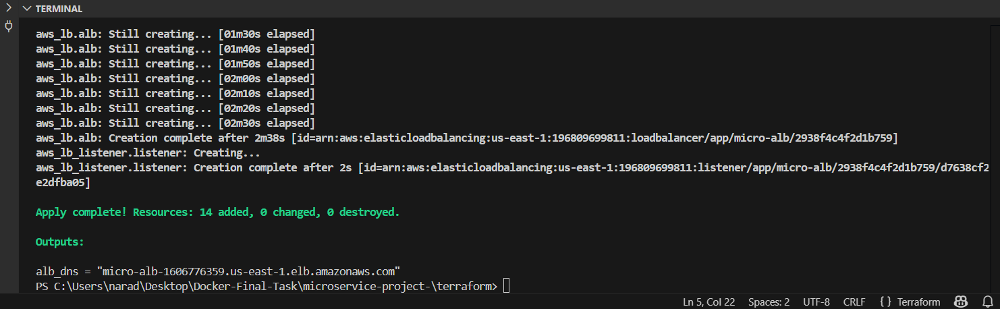 TERMINAL
aws_lb.alb: Still creating... [01m30s elapsed]
aws_lb.alb: Still creating... [01m40s elapsed]
aws_lb.alb: Still creating... [01m50s elapsed]
aws_lb.alb: Still creating... [02m00s elapsed]
aws_lb.alb: Still creating... [02m10s elapsed]
aws_lb.alb: Still creating... [02m20s elapsed]
aws_lb.alb: Still creating... [02m30s elapsed]
aws_lb.alb: Creation complete after 2m38s [id=arn:aws:elasticloadbalancing:us-east-1:196809699811:loadbalancer/app/micro-alb/2938f4c4f2d1b759]
aws_lb_listener.listener: Creating...
aws_lb_listener.listener: Creation complete after 2s [id=arn:aws:elasticloadbalancing:us-east-1:196809699811:listener/app/micro-alb/2938f4c4f2d1b759/d7638cf2
e2dfba05]
Apply complete! Resources: 14 added, 0 changed, 0 destroyed.
Outputs:
alb_dns = "micro-alb-1606776359.us-east-1.elb.amazonaws.com"
PS C:\Users\narad\Desktop\Docker-Final-Task\microservice-project-\terraform>
Ln 5, Col 22 Spaces: 2 UTF-8 CRLF {} Terraform